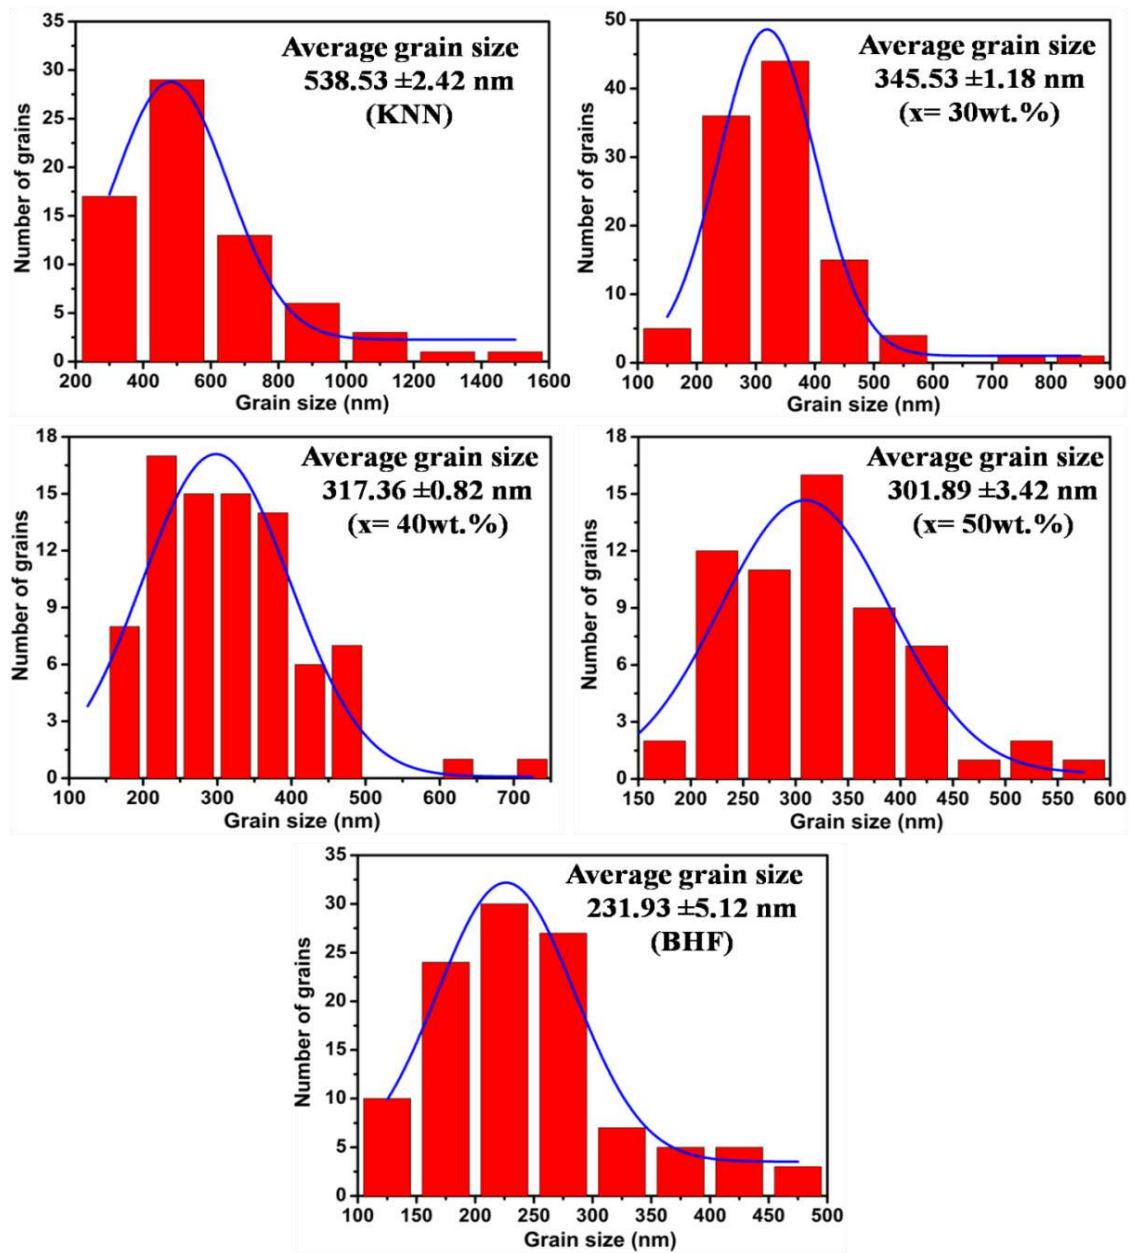 Average grain size
538.53 ±2.42 nm
(KNN)
Number of grains
35
30
25
20
15
10
5
0
200 400 600 800 1000 1200 1400 1600
Grain size (nm)
Average grain size
345.53 ±1.18 nm
(x= 30wt.%)
Number of grains
50
40
30
20
10
0
100 200 300 400 500 600 700 800 900
Grain size (nm)
Average grain size
317.36 ±0.82 nm
(x= 40wt.%)
Number of grains
18
15
12
9
6
3
0
100 200 300 400 500 600 700
Grain size (nm)
Average grain size
301.89 ±3.42 nm
(x= 50wt.%)
Number of grains
18
15
12
9
6
3
0
150 200 250 300 350 400 450 500 550 600
Grain size (nm)
Average grain size
231.93 ±5.12 nm
(BHF)
Number of grains
35
30
25
20
15
10
5
0
100 150 200 250 300 350 400 450 500
Grain size (nm)